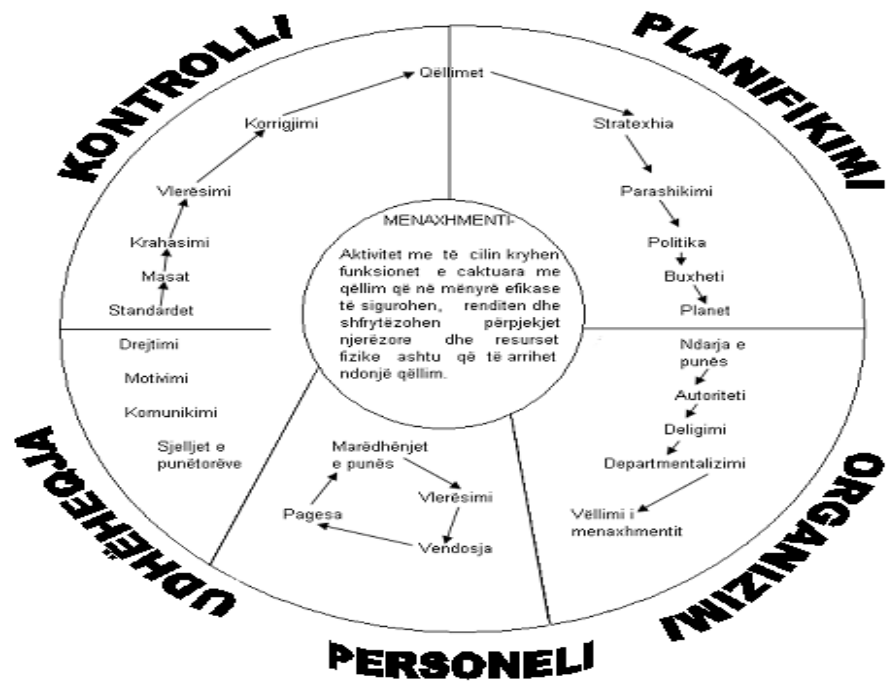 KONTROLLI
PLANIFIKIMI
Qëllimet
Korrigjimi
Stratexhia
Vlerësimi
Parashikimi
Krahasimi
Politika
Masat
Buxheti
Standardet
Planet
MENAXHMENTI-
Aktivitet me të cilin kryhen
funksionet e caktuara me
qëllim që në mënyrë efikase
të sigurohen, renditen dhe
shfrytëzohen përpjekjet
njerëzore dhe resurset
fizike ashtu që të arrihet
ndonjë qëllim.
Drejtimi
Motivimi
Komunikimi
Sjelljet e
punëtorëve
Ndarja e
punës
Autoriteti
Deligimi
Departmentalizimi
Vëllimi i
menaxhmentit
Marëdhënjet
e punës
Vlerësimi
Pagesa
Vendosja
UDHËHEQJA
ORGANIZIMI
PERSONELI